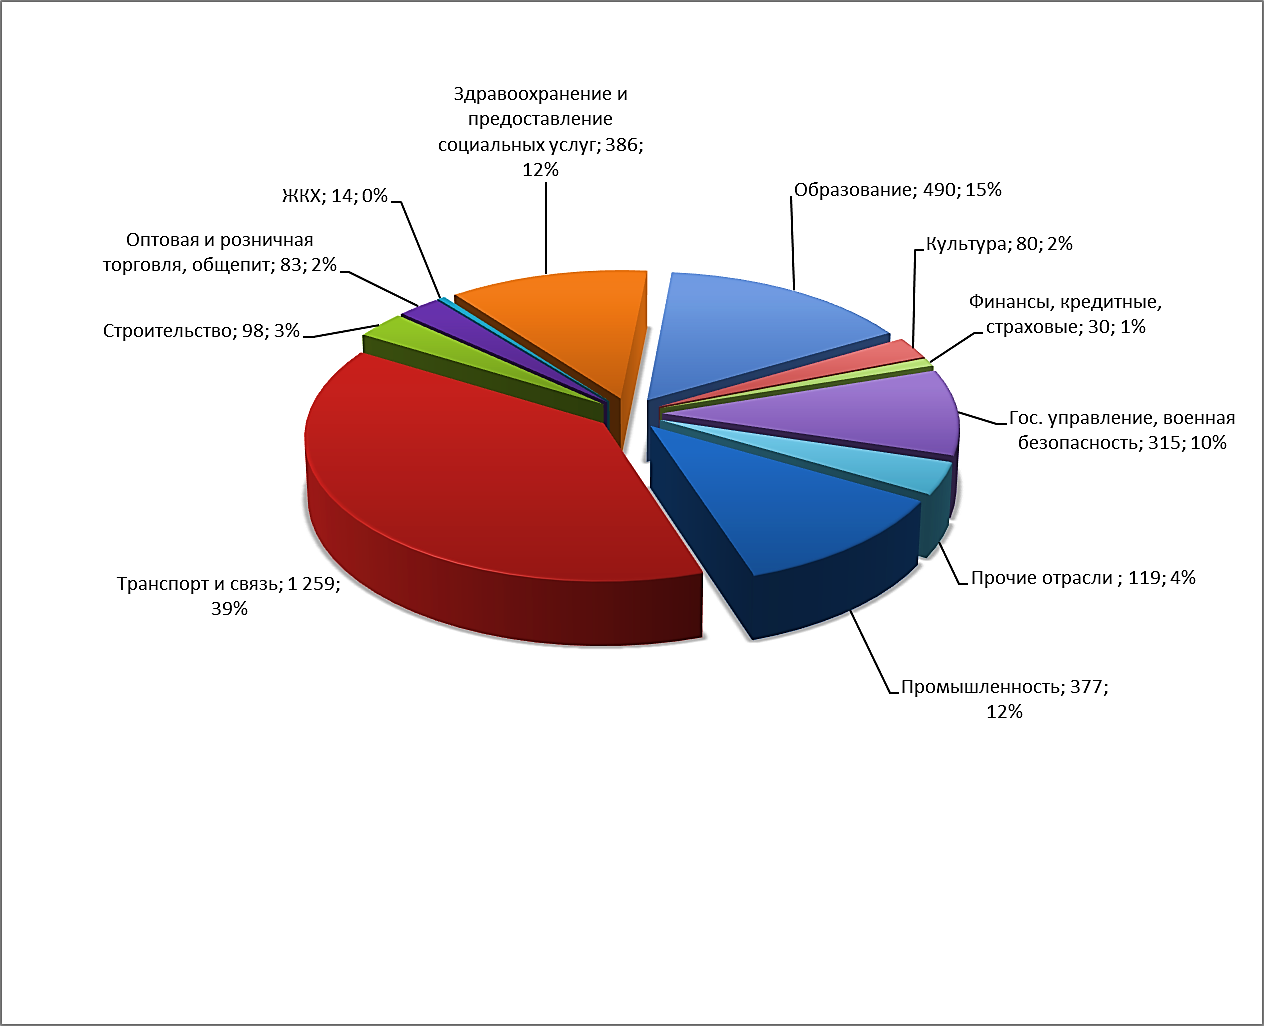 Здравоохранение и
предоставление
социальных услуг; 386;
12%
Образование; 490; 15%
ЖКХ; 14; 0%
Оптовая и розничная
торговля, общепит; 83; 2%
Культура; 80; 2%
Финансы, кредитные,
страховые; 30; 1%
Строительство; 98; 3%
Гос. управление, военная
безопасность; 315; 10%
Прочие отрасли ; 119; 4%
Транспорт и связь; 1 259;
39%
Промышленность; 377;
12%